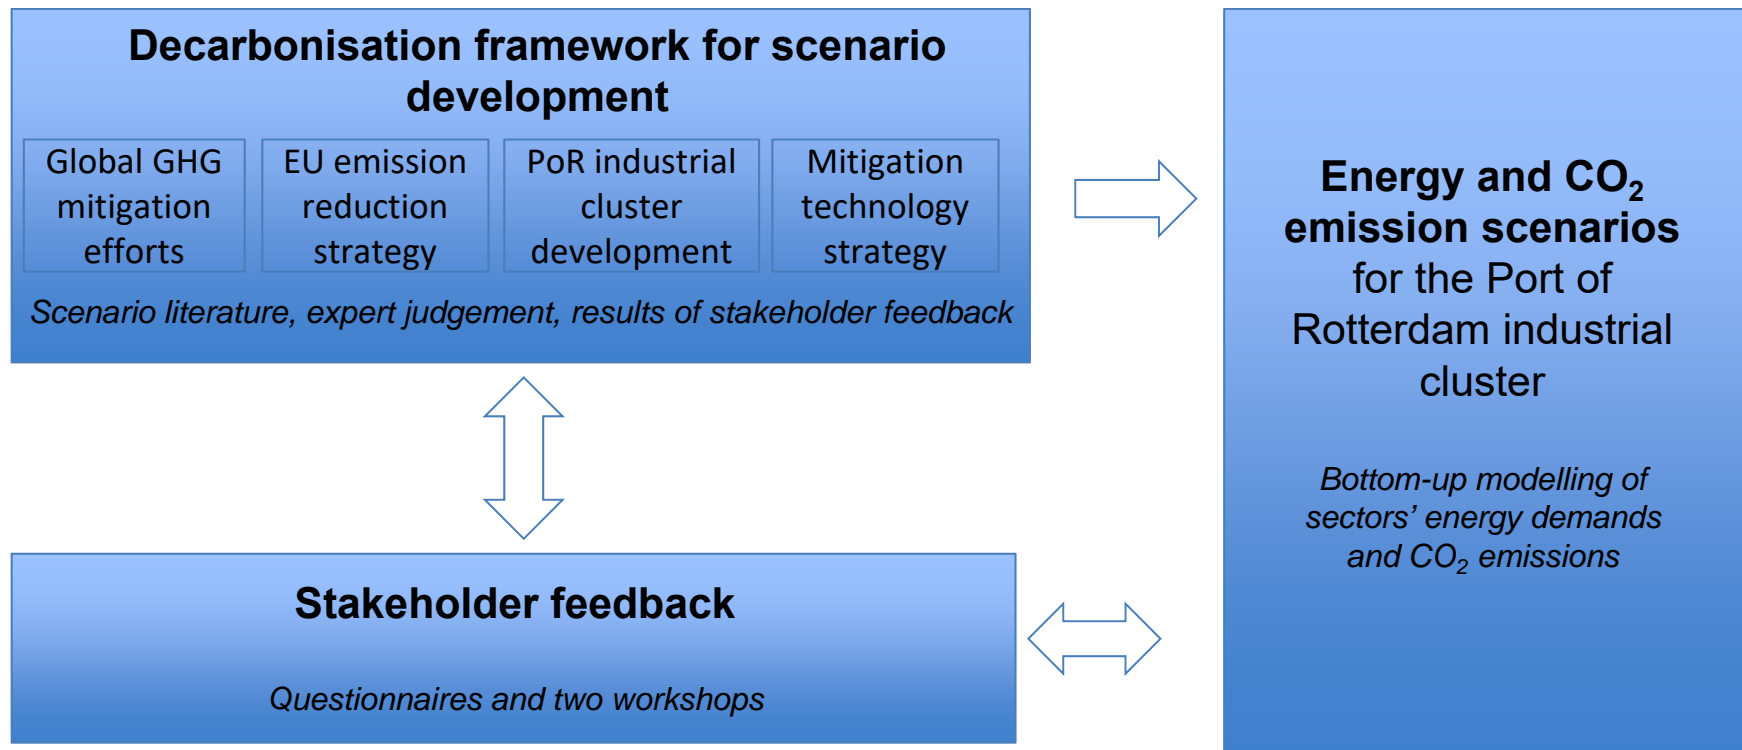 Decarbonisation framework for scenario
development
Global GHG
mitigation
efforts
EU emission
reduction
strategy
PoR industrial
cluster
development
Mitigation
technology
strategy
Scenario literature, expert judgement, results of stakeholder feedback
Energy and CO₂
emission scenarios
for the Port of
Rotterdam industrial
cluster
Bottom-up modelling of
sectors’ energy demands
and CO₂ emissions
Stakeholder feedback
Questionnaires and two workshops